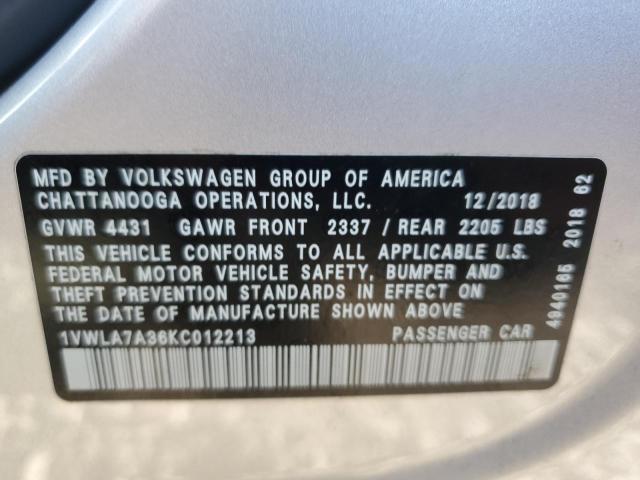 MFD BY VOLKSWAGEN GROUP OF AMERICA
CHATTANOOGA OPERATIONS, LLC. 12/2018
GVWR 4431 GAWR FRONT 2337 / REAR 2205 LBS
THIS VEHICLE CONFORMS TO ALL APPLICABLE U.S.
FEDERAL MOTOR VEHICLE SAFETY, BUMPER AND
THEFT PREVENTION STANDARDS IN EFFECT ON
THE DATE OF MANUFACTURE SHOWN ABOVE
1VWLA7A36KC012213 PASSENGER CAR
4940165 2018 62